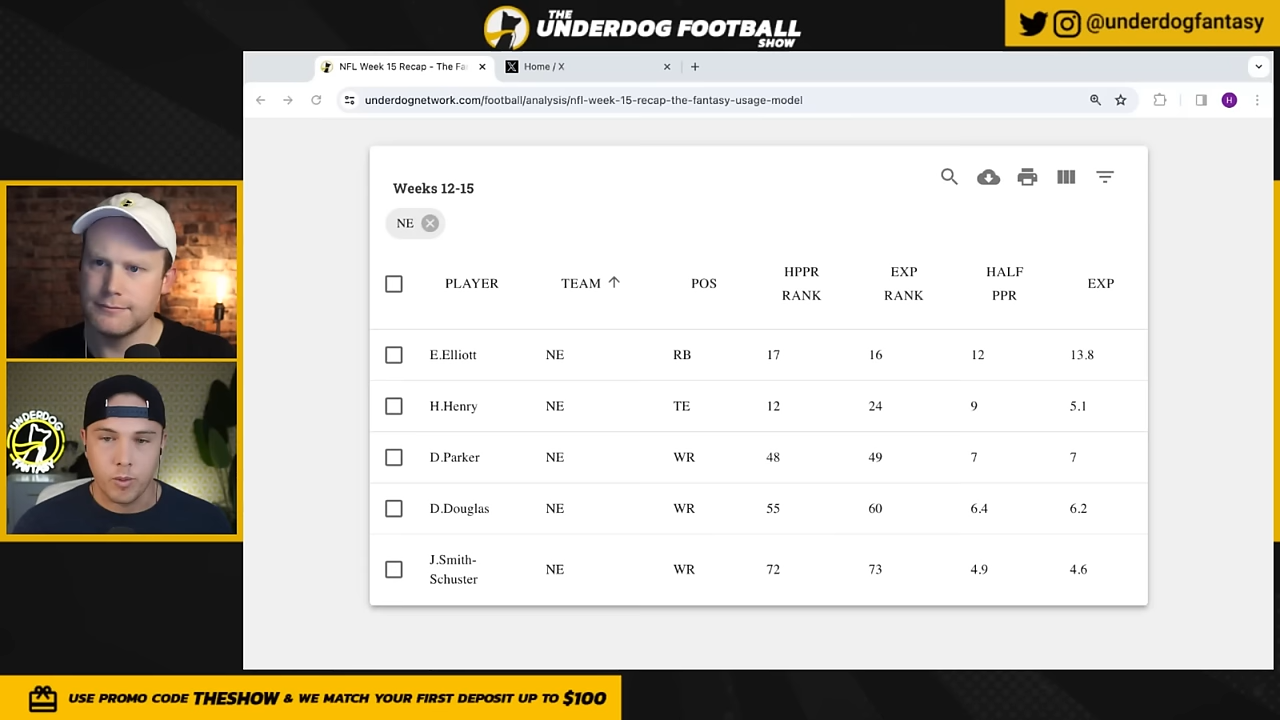 THE
UNDERDOG FOOTBALL
SHOW
@underdogfantasy
NFL Week 15 Recap - The Fa
Home / X
underdognetwork.com/football/analysis/nfl-week-15-recap-the-fantasy-usage-model
H
Weeks 12-15
NE
PLAYER TEAM POS HPPR RANK EXP RANK HALF PPR EXP
E.Elliott NE RB 17 16 12 13.8
H.Henry NE TE 12 24 9 5.1
D.Parker NE WR 48 49 7 7
D.Douglas NE WR 55 60 6.4 6.2
J.Smith-Schuster NE WR 72 73 4.9 4.6
UNDERDOG
FANTASY
USE PROMO CODE THESHOW & WE MATCH YOUR FIRST DEPOSIT UP TO $100